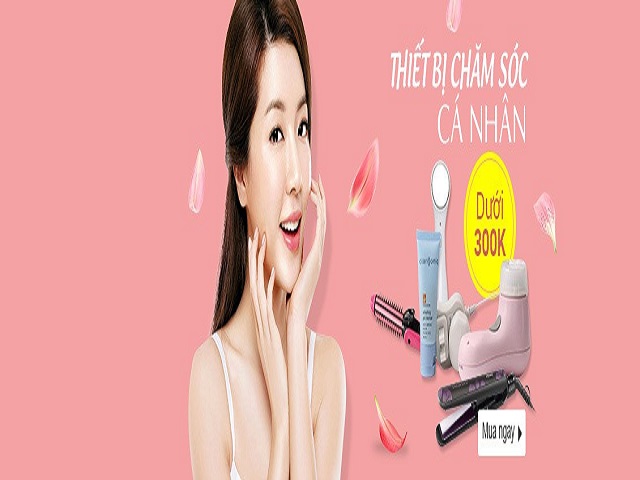 THIẾT BỊ CHĂM SÓC
CÁ NHÂN
Dưới
300K
Mua ngay